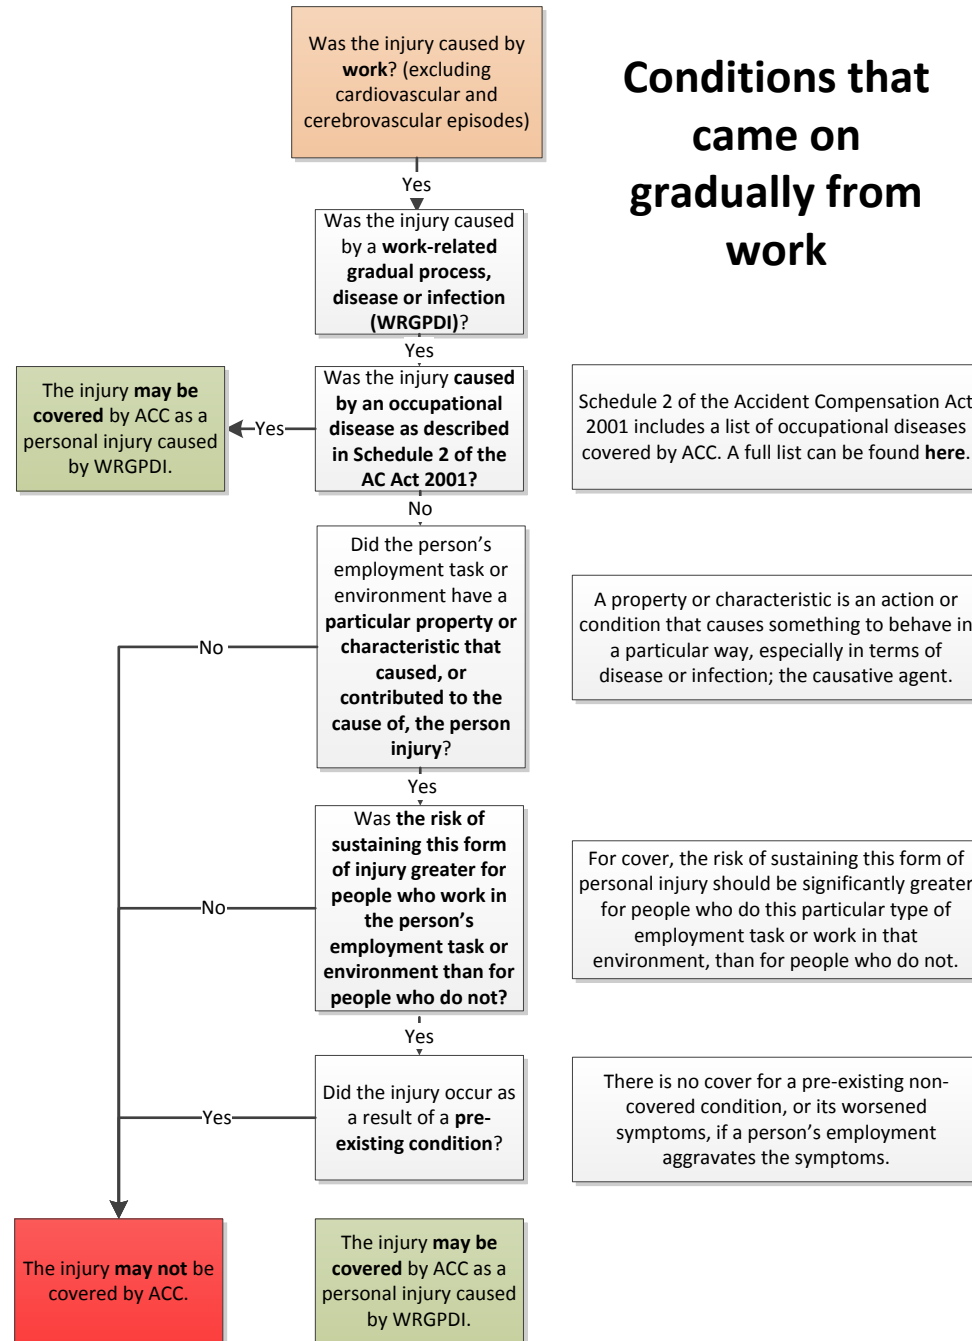 Was the injury caused by
work? (excluding
cardiovascular and
cerebrovascular episodes)
Conditions that
came on
gradually from
work
Yes
Was the injury caused
by a work-related
gradual process,
disease or infection
(WRGPDI)?
Yes
The injury may be
covered by ACC as a
personal injury caused
by WRGPDI.
Yes
Was the injury caused
by an occupational
disease as described
in Schedule 2 of the
AC Act 2001?
Schedule 2 of the Accident Compensation Act
2001 includes a list of occupational diseases
covered by ACC. A full list can be found here.
No
Did the person’s
employment task or
environment have a
particular property or
characteristic that
caused, or
contributed to the
cause of, the person
injury?
No
A property or characteristic is an action or
condition that causes something to behave in
a particular way, especially in terms of
disease or infection; the causative agent.
Yes
Was the risk of
sustaining this form
of injury greater for
people who work in
the person’s
employment task or
environment than for
people who do not?
No
For cover, the risk of sustaining this form of
personal injury should be significantly greater
for people who do this particular type of
employment task or work in that
environment, than for people who do not.
Yes
Did the injury occur as
a result of a pre-
existing condition?
Yes
There is no cover for a pre-existing non-
covered condition, or its worsened
symptoms, if a person’s employment
aggravates the symptoms.
The injury may not be
covered by ACC.
The injury may be
covered by ACC as a
personal injury caused
by WRGPDI.